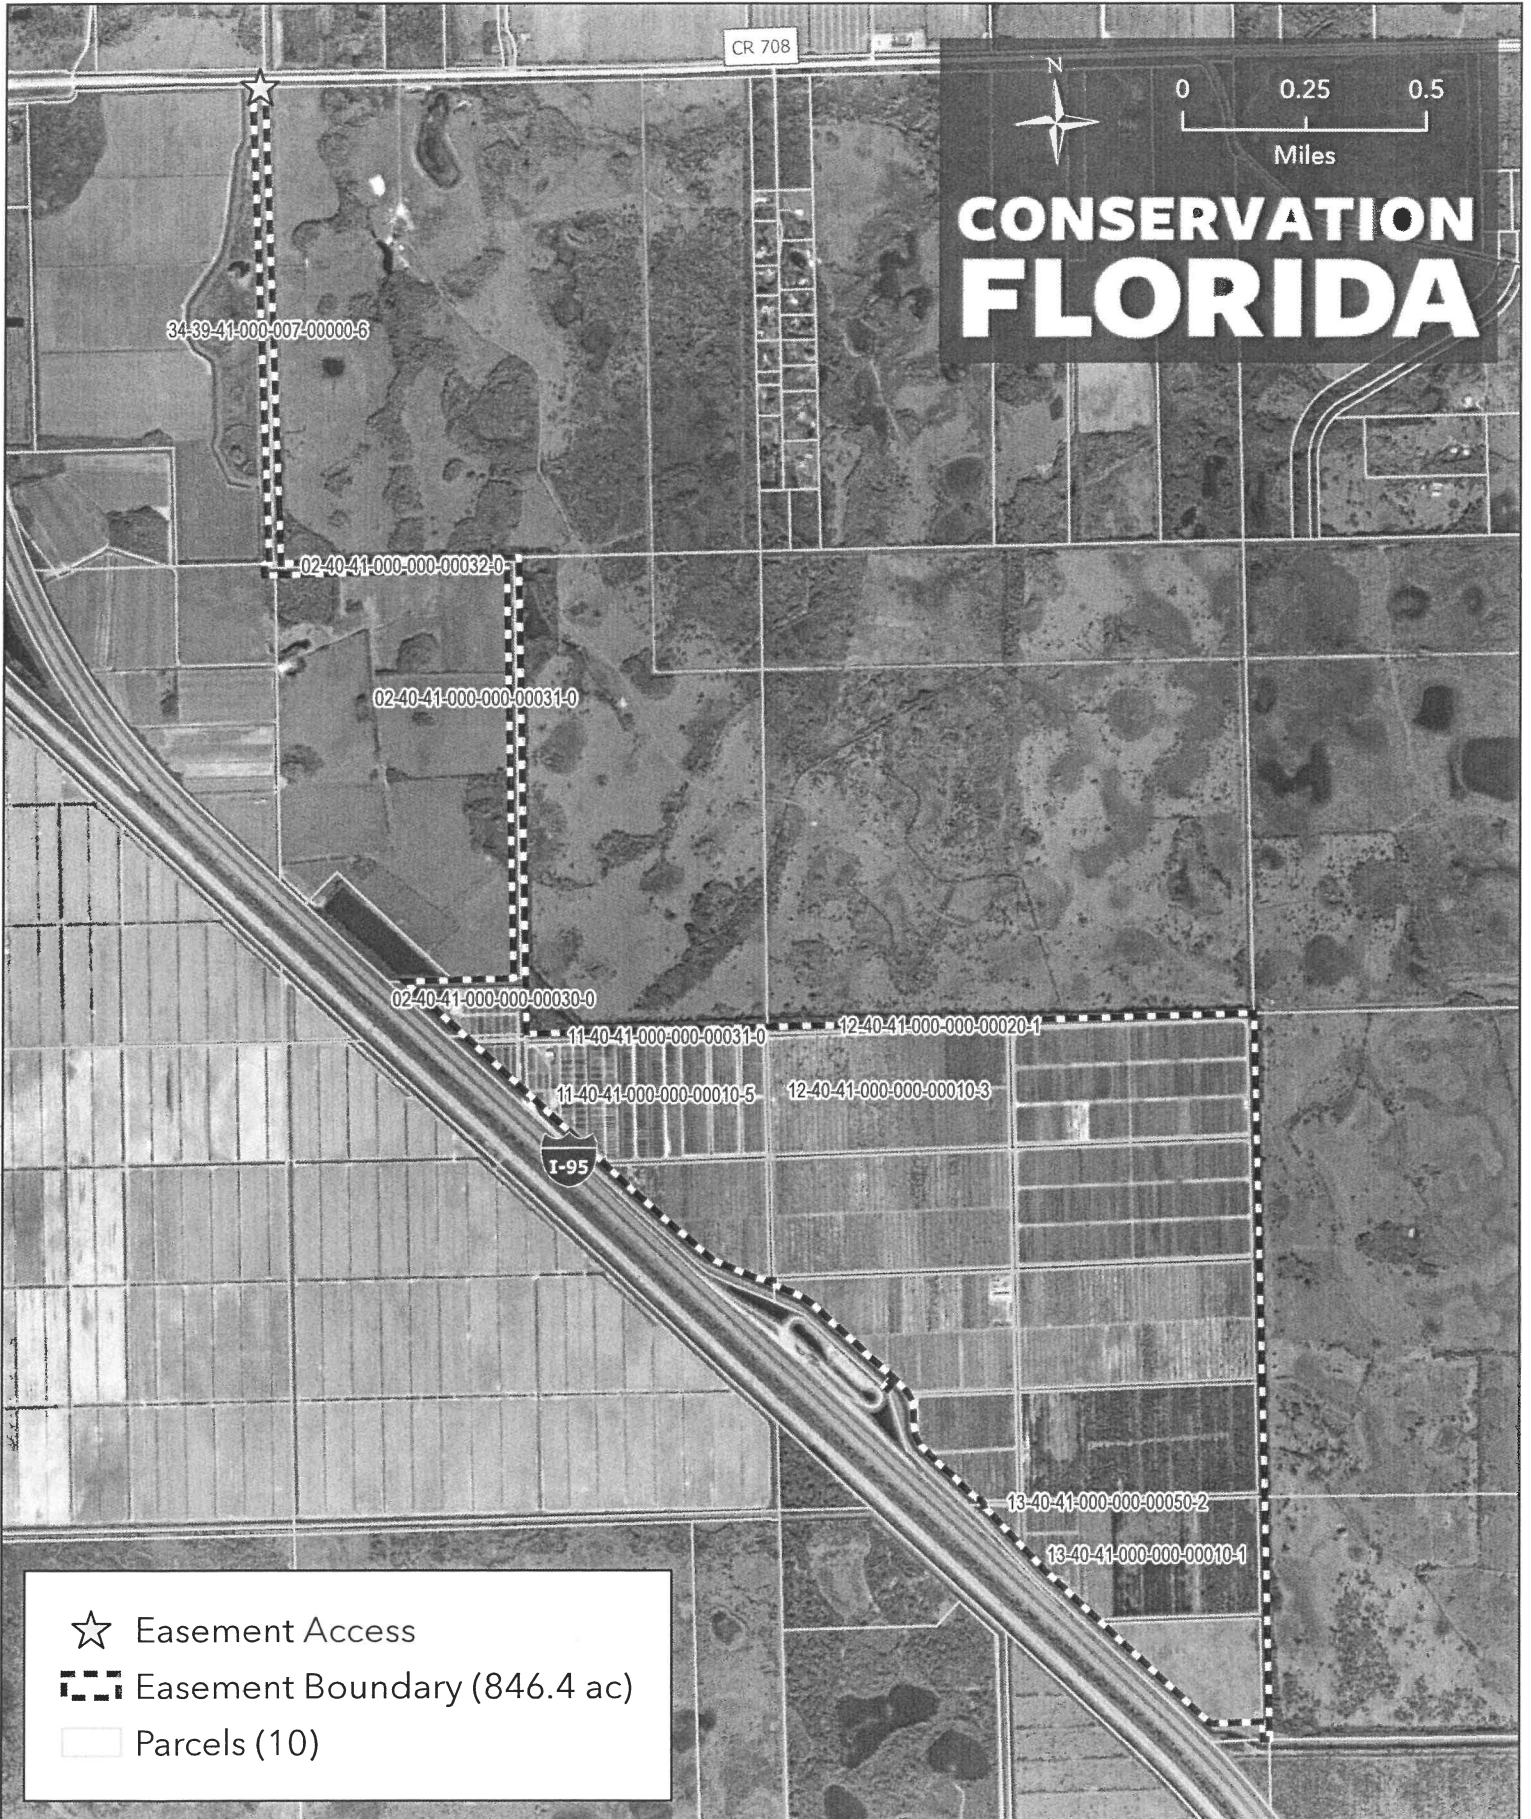 CR 708
N
0 0.25 0.5
Miles
CONSERVATION
FLORIDA
34-39-41-000-007-00000-6
02-40-41-000-000-00032-0
02-40-41-000-000-00031-0
02-40-41-000-000-00030-0
11-40-41-000-000-00031-0
12-40-41-000-000-00020-1
11-40-41-000-000-00010-5
12-40-41-000-000-00010-3
I-95
13-40-41-000-000-00050-2
13-40-41-000-000-00010-1
Easement Access
Easement Boundary (846.4 ac)
Parcels (10)